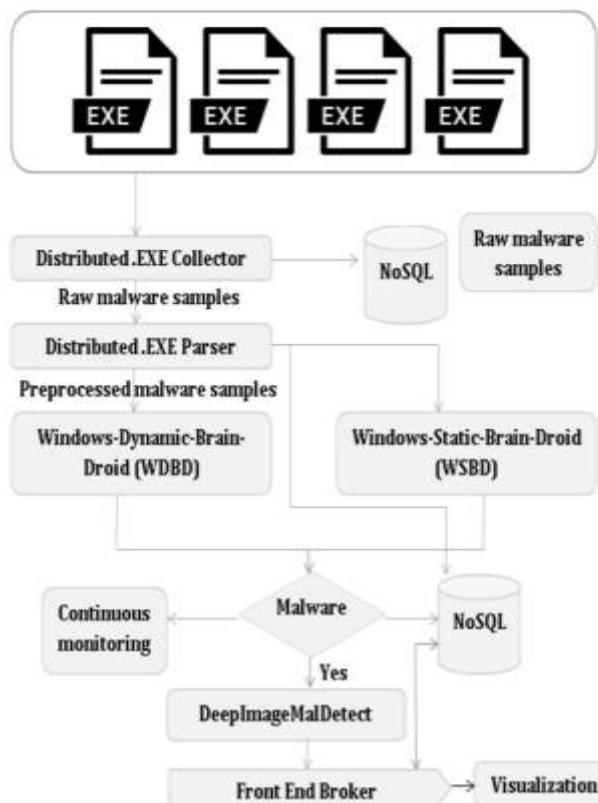 EXE EXE EXE EXE
Distributed .EXE Collector
NoSQL
Raw malware
samples
Raw malware samples
Distributed .EXE Parser
Preprocessed malware samples
Windows-Dynamic-Brain-
Droid (WDBD)
Windows-Static-Brain-Droid
(WSBD)
Continuous
monitoring
Malware
NoSQL
Yes
DeepImageMalDetect
Front End Broker
Visualization